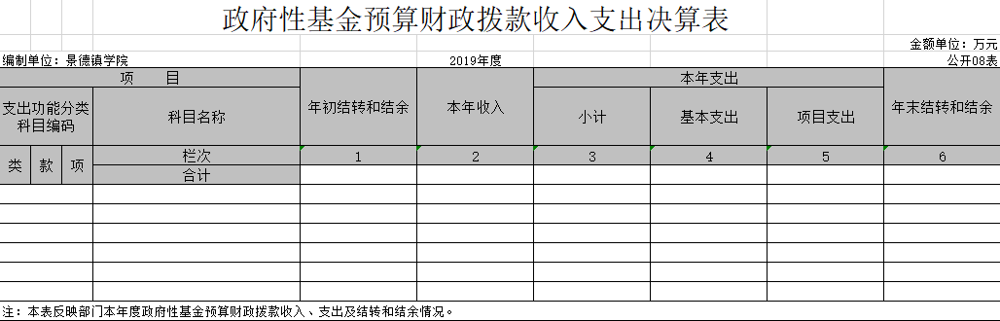 政府性基金预算财政拨款收入支出决算表
金额单位：万元
编制单位：景德镇学院 2019年度 公开08表
项 目 年初结转和结余 本年收入 本年支出 年末结转和结余
支出功能分类科目编码 科目名称 小计 基本支出 项目支出
类 款 项 栏次 1 2 3 4 5 6
合计
注：本表反映部门本年度政府性基金预算财政拨款收入、支出及结转和结余情况。